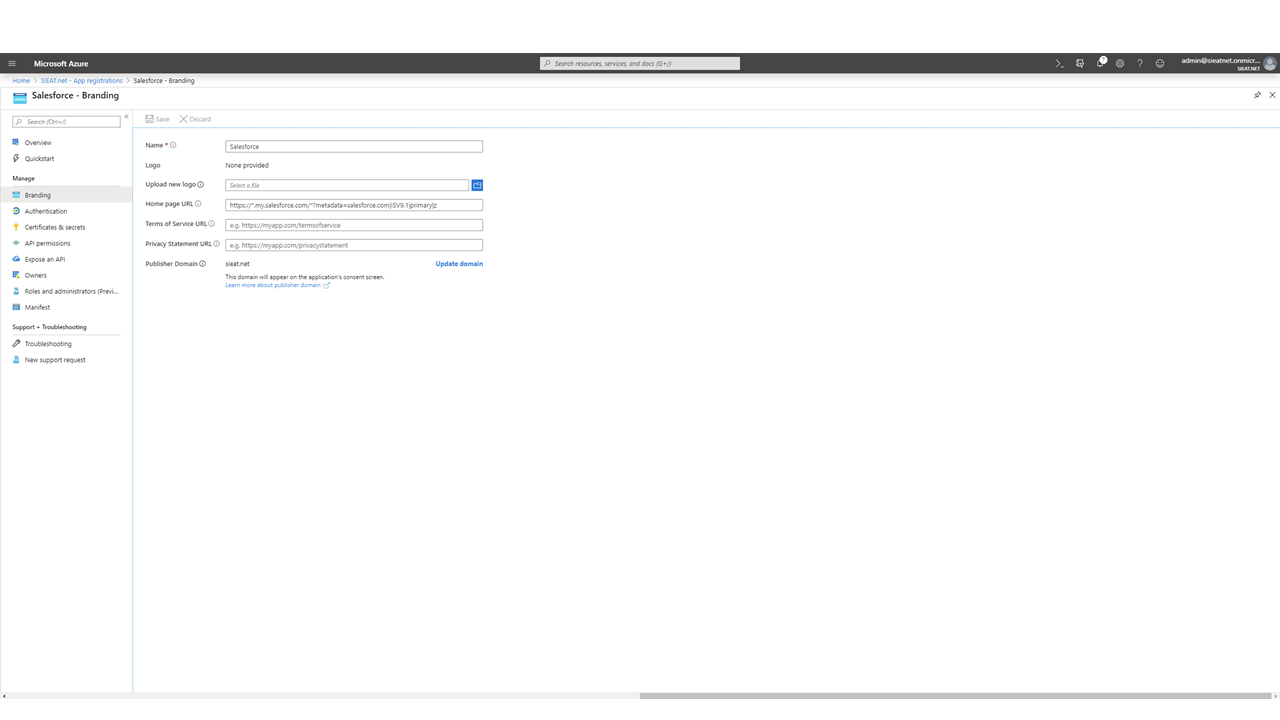 Microsoft Azure
Search resources, services, and docs (G+/)
admin@sieatnet.onmicr...
SIEAT.NET
Home > SIEAT.net - App registrations > Salesforce - Branding
Salesforce - Branding
Search (Ctrl+/)
Save Discard
Overview
Quickstart
Manage
Branding
Authentication
Certificates & secrets
API permissions
Expose an API
Owners
Roles and administrators (Previ...
Manifest
Support + Troubleshooting
Troubleshooting
New support request
Name * Salesforce
Logo None provided
Upload new logo Select a file
Home page URL https://*.my.salesforce.com/*?metadata=salesforce.com|ISV9.1|primary|z
Terms of Service URL e.g. https://myapp.com/termsofservice
Privacy Statement URL e.g. https://myapp.com/privacystatement
Publisher Domain sieat.net Update domain
This domain will appear on the application's consent screen.
Learn more about publisher domain